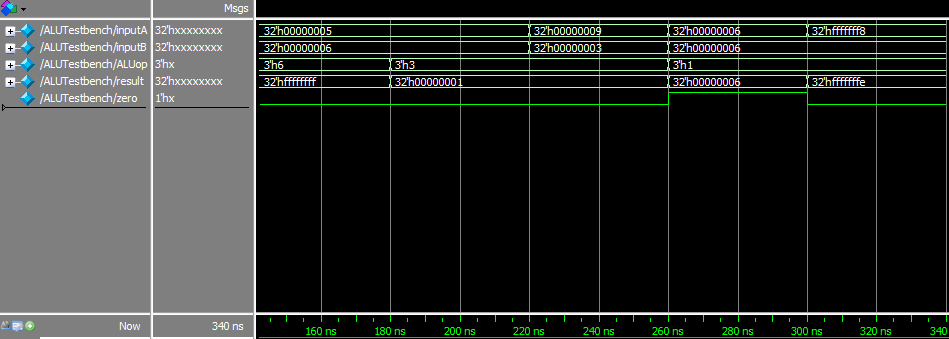 Msgs
/ALUTestbench/inputA 32'hxxxxxxxx 32'h00000005 32'h00000009 32'h00000006 32'hfffffff8
/ALUTestbench/inputB 32'hxxxxxxxx 32'h00000006 32'h00000003 32'h00000006
/ALUTestbench/ALUop 3'hx 3'h6 3'h3 3'h1
/ALUTestbench/result 32'hxxxxxxxx 32'hffffffff 32'h00000001 32'h00000006 32'hfffffffe
/ALUTestbench/zero 1'hx
Now 340 ns 160 ns 180 ns 200 ns 220 ns 240 ns 260 ns 280 ns 300 ns 320 ns 340